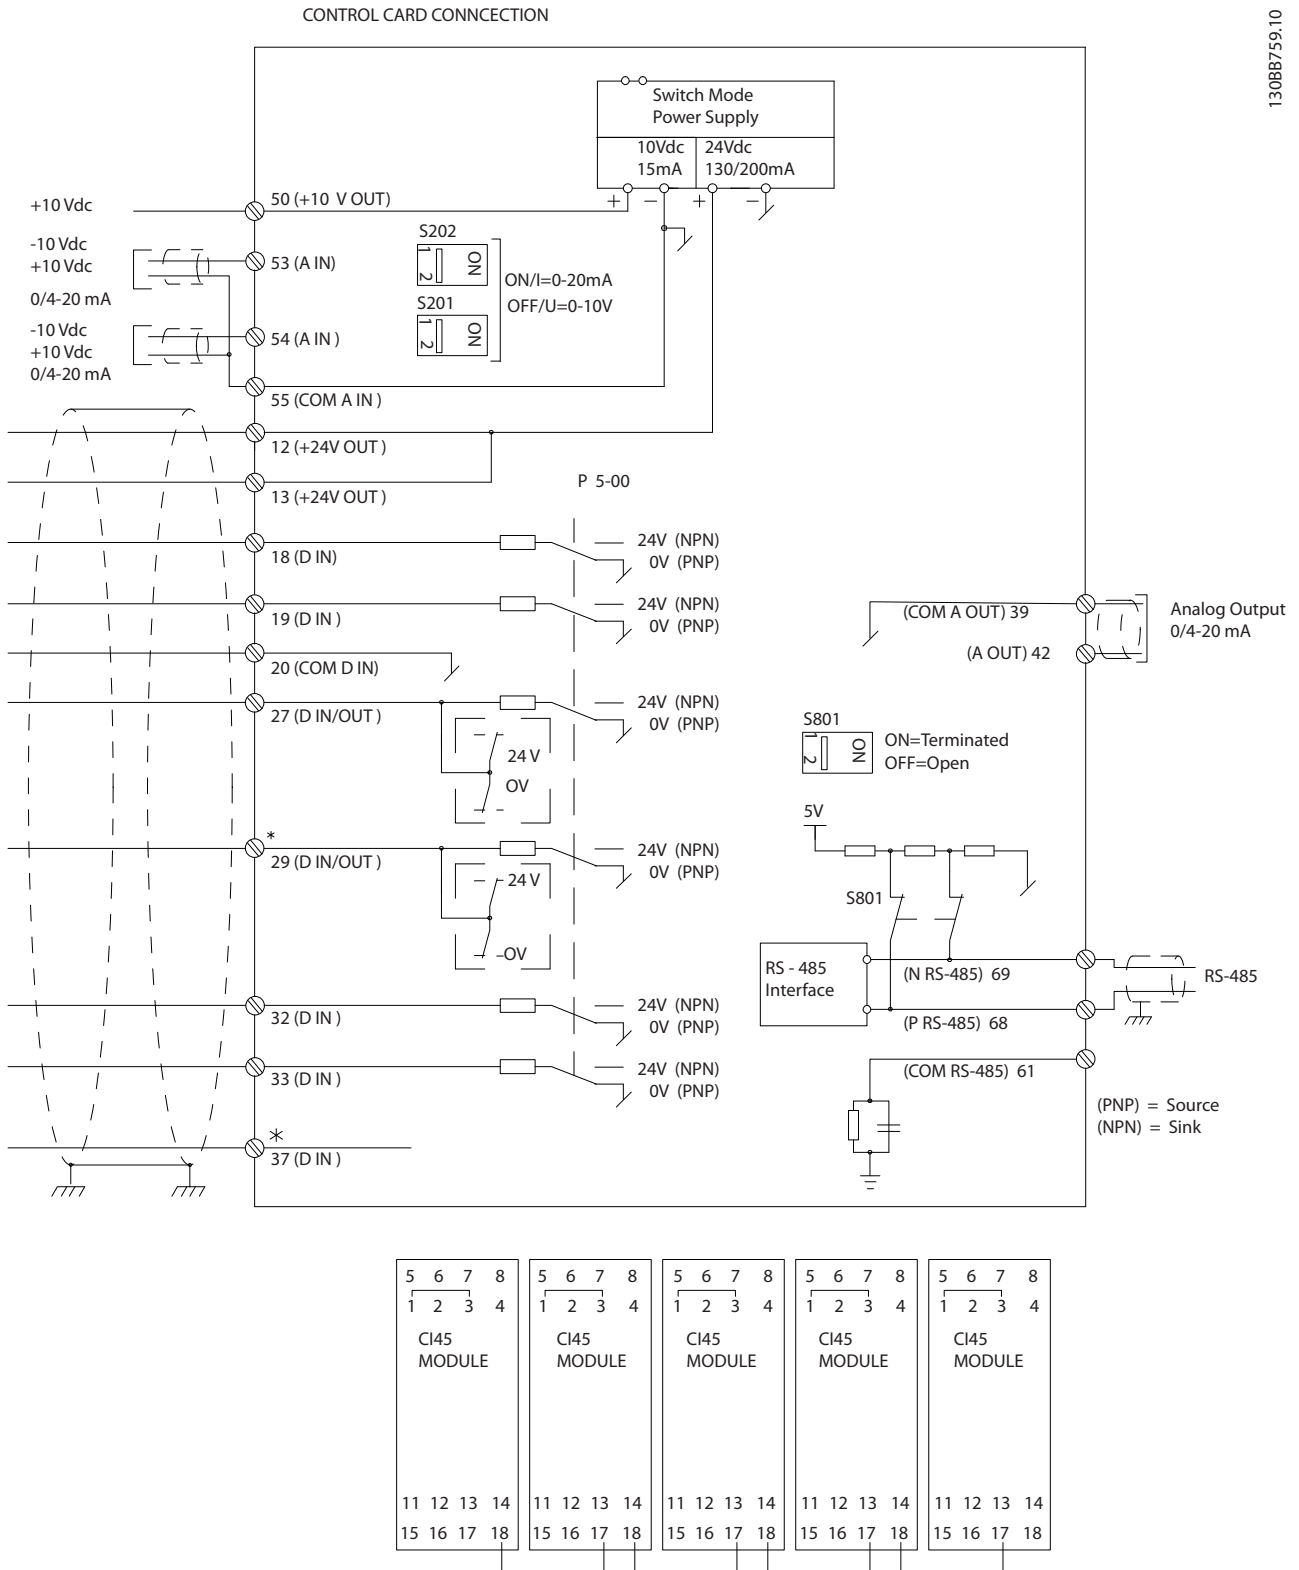 CONTROL CARD CONNCECTION
130BB759.10
Switch Mode
Power Supply
10Vdc
15mA
24Vdc
130/200mA
+ − + −
+10 Vdc
50 (+10 V OUT)
-10 Vdc
+10 Vdc
0/4-20 mA
53 (A IN)
S202
1 2 ON
ON/I=0-20mA
OFF/U=0-10V
S201
1 2 ON
-10 Vdc
+10 Vdc
0/4-20 mA
54 (A IN )
55 (COM A IN )
12 (+24V OUT )
13 (+24V OUT )
P 5-00
18 (D IN)
24V (NPN)
0V (PNP)
19 (D IN )
24V (NPN)
0V (PNP)
(COM A OUT) 39
Analog Output
0/4-20 mA
(A OUT) 42
20 (COM D IN)
27 (D IN/OUT )
24V (NPN)
0V (PNP)
24 V
OV
S801
1 2 ON
ON=Terminated
OFF=Open
5V
*
29 (D IN/OUT )
24V (NPN)
0V (PNP)
24 V
OV
S801
RS - 485
Interface
(N RS-485) 69
RS-485
(P RS-485) 68
32 (D IN )
24V (NPN)
0V (PNP)
(COM RS-485) 61
33 (D IN )
24V (NPN)
0V (PNP)
(PNP) = Source
(NPN) = Sink
*
37 (D IN )
5 6 7 8
1 2 3 4
CI45
MODULE
11 12 13 14
15 16 17 18
5 6 7 8
1 2 3 4
CI45
MODULE
11 12 13 14
15 16 17 18
5 6 7 8
1 2 3 4
CI45
MODULE
11 12 13 14
15 16 17 18
5 6 7 8
1 2 3 4
CI45
MODULE
11 12 13 14
15 16 17 18
5 6 7 8
1 2 3 4
CI45
MODULE
11 12 13 14
15 16 17 18